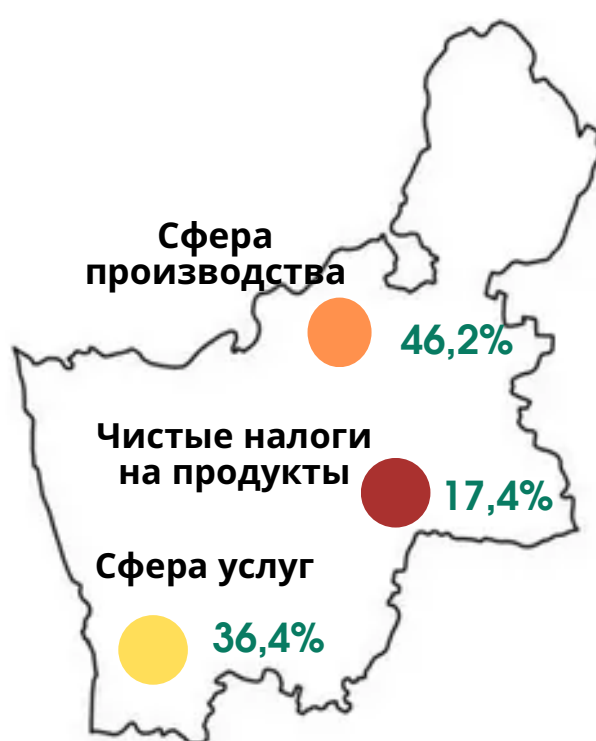 Сфера
производства
46,2%
Чистые налоги
на продукты
17,4%
Сфера услуг
36,4%